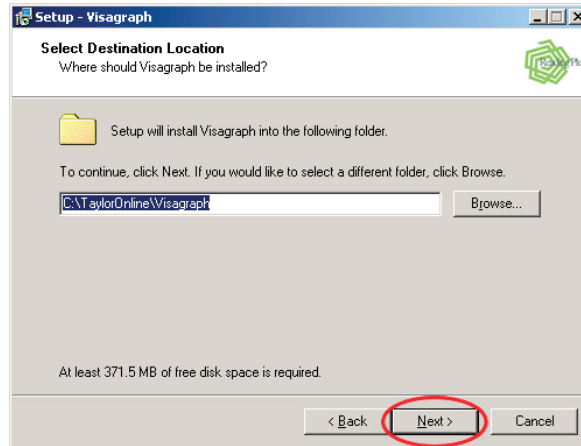 Setup - Visagraph
Select Destination Location
Where should Visagraph be installed?
Reading Plu
Setup will install Visagraph into the following folder.
To continue, click Next. If you would like to select a different folder, click Browse.
C:\TaylorOnline\Visagraph
Browse...
At least 371.5 MB of free disk space is required.
< Back Next > Cancel